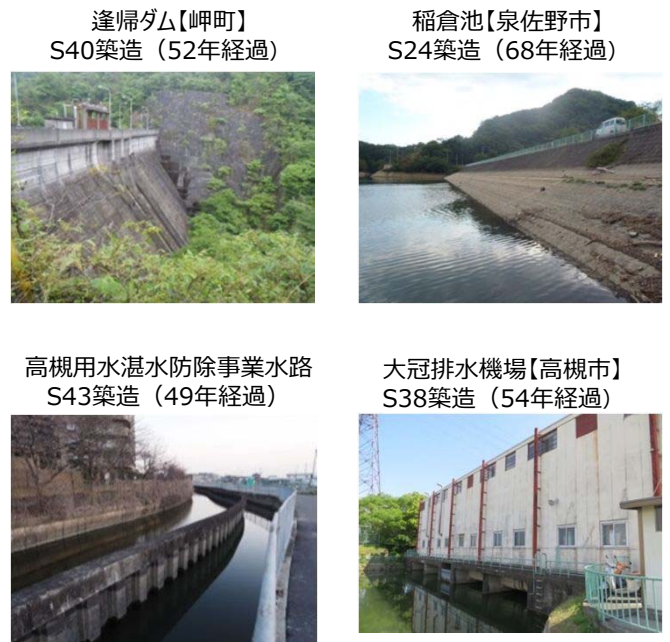 逢帰ダム【岬町】
S40築造（52年経過）
稲倉池【泉佐野市】
S24築造（68年経過）
高槻用水湛水防除事業水路
S43築造（49年経過）
大冠排水機場【高槻市】
S38築造（54年経過）